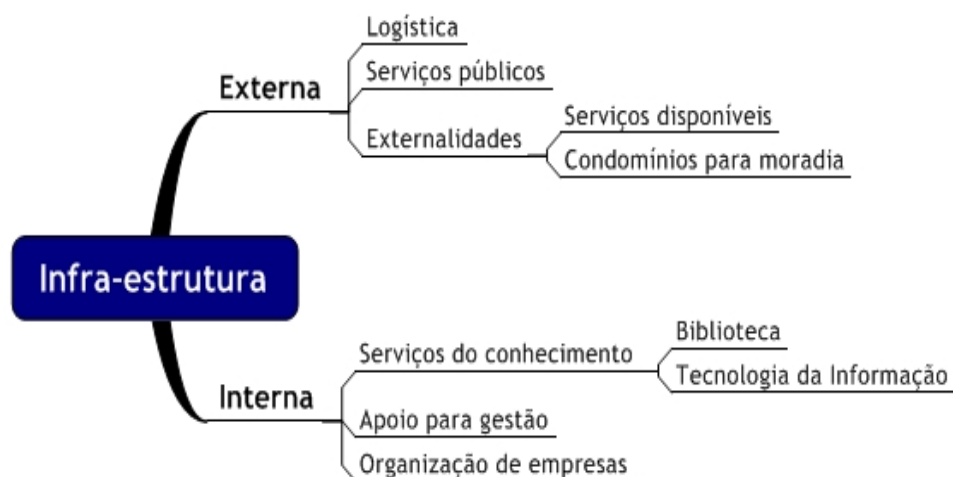 Logística
Externa
Serviços públicos
Externalidades
Serviços disponíveis
Condomínios para moradia
Infra-estrutura
Interna
Serviços do conhecimento
Biblioteca
Tecnologia da Informação
Apoio para gestão
Organização de empresas